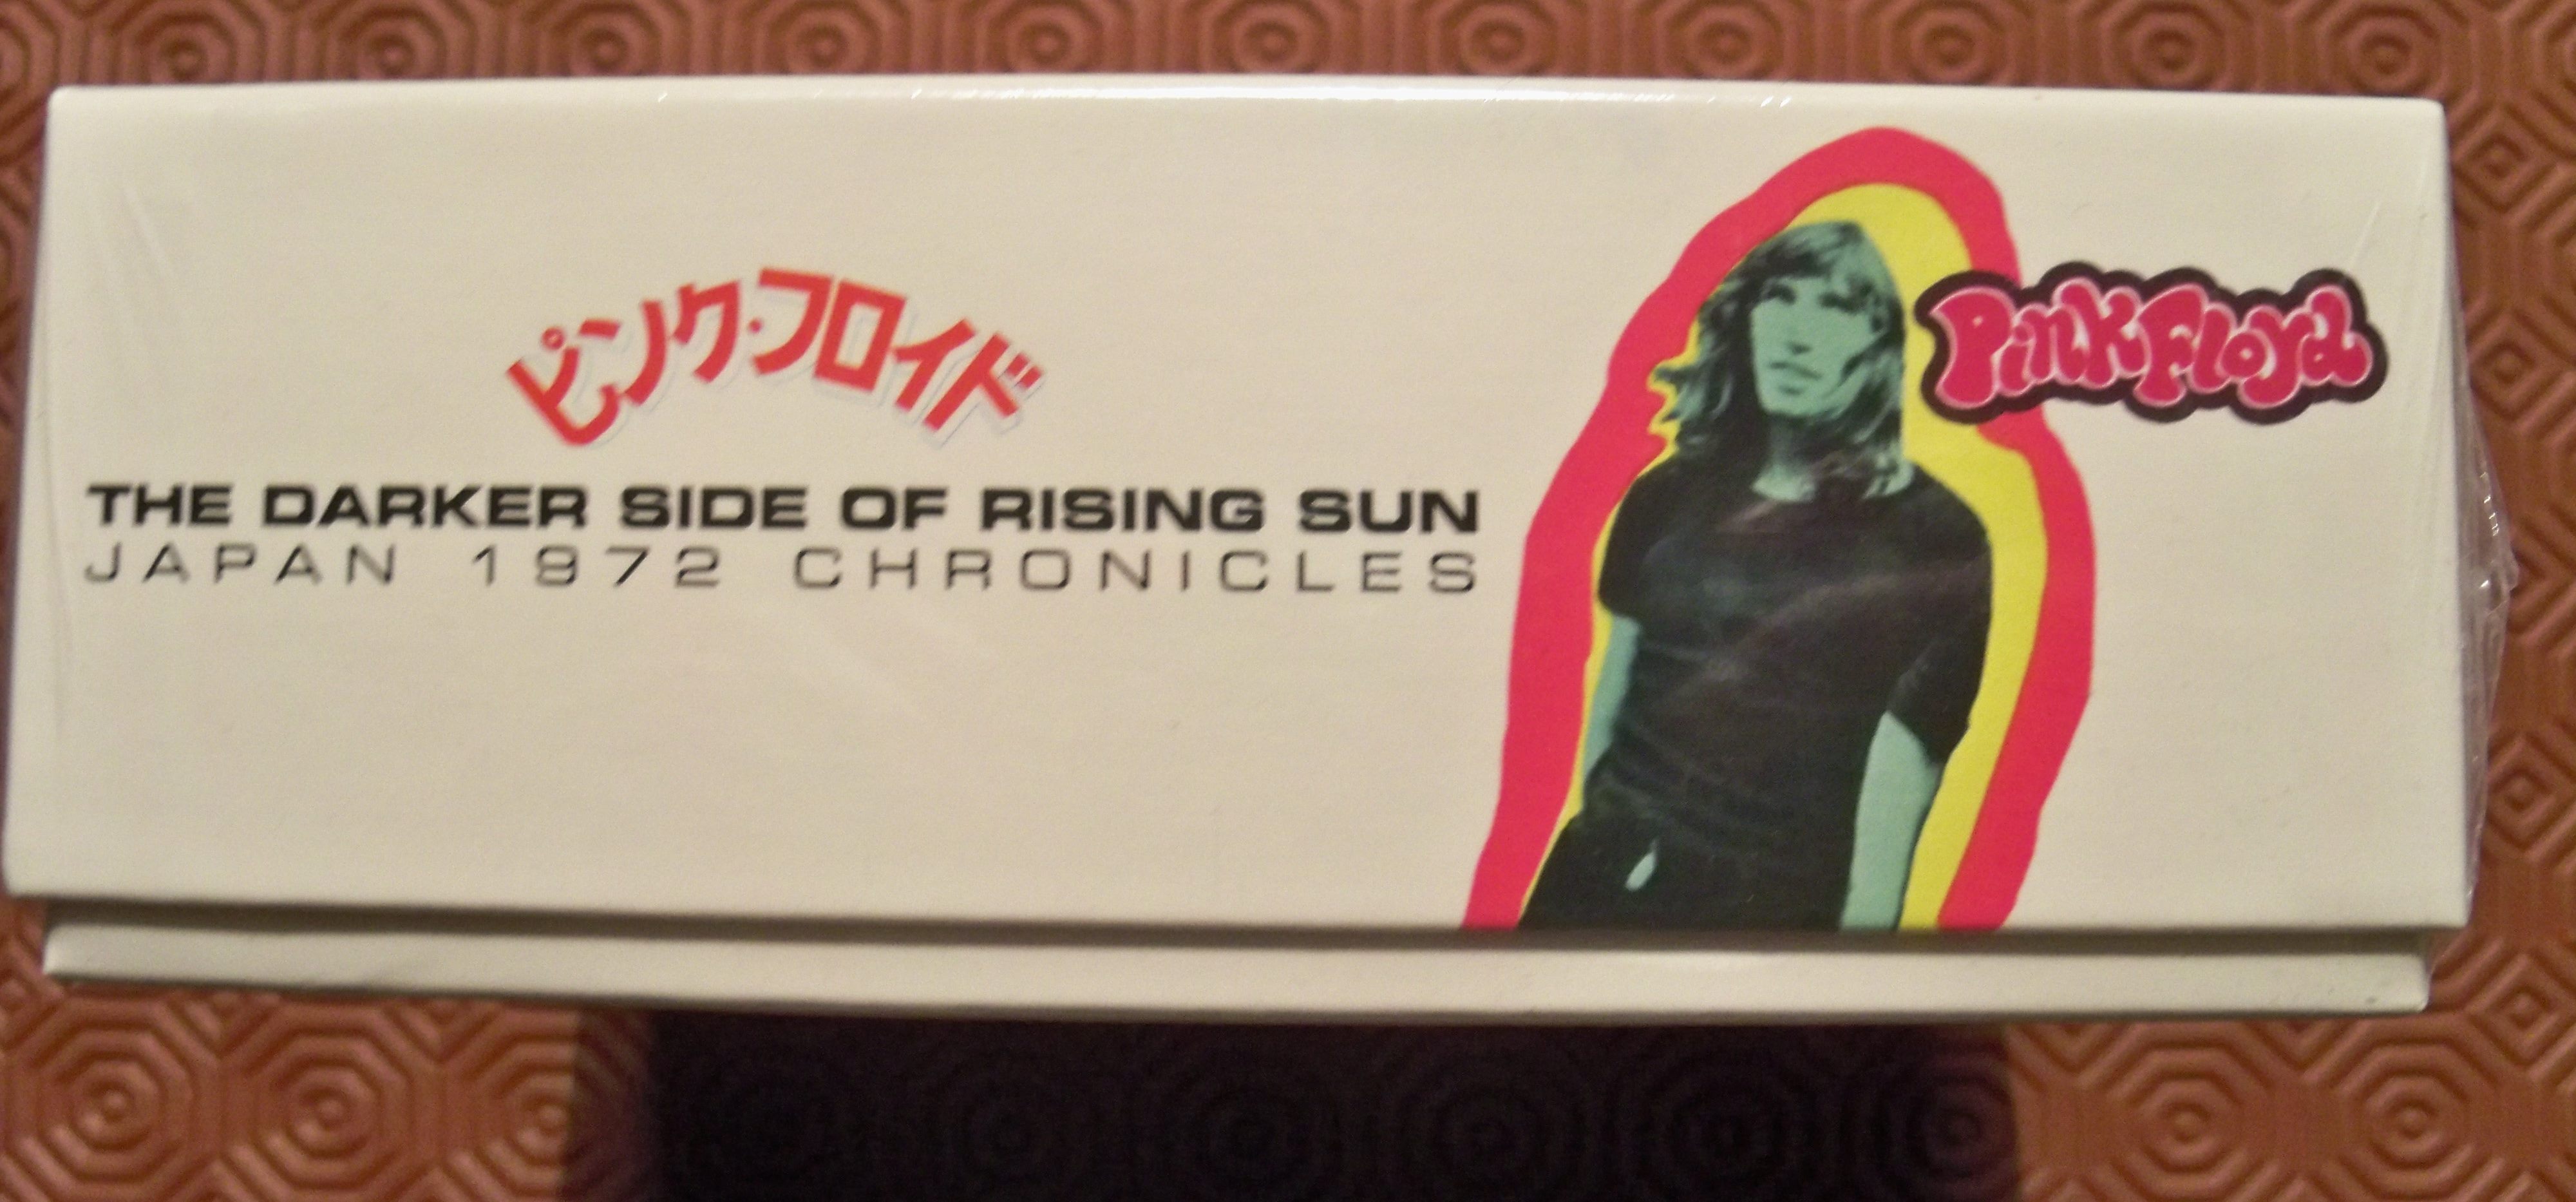 ピンク・フロイド
THE DARKER SIDE OF RISING SUN
JAPAN 1972 CHRONICLES
Pink Floyd